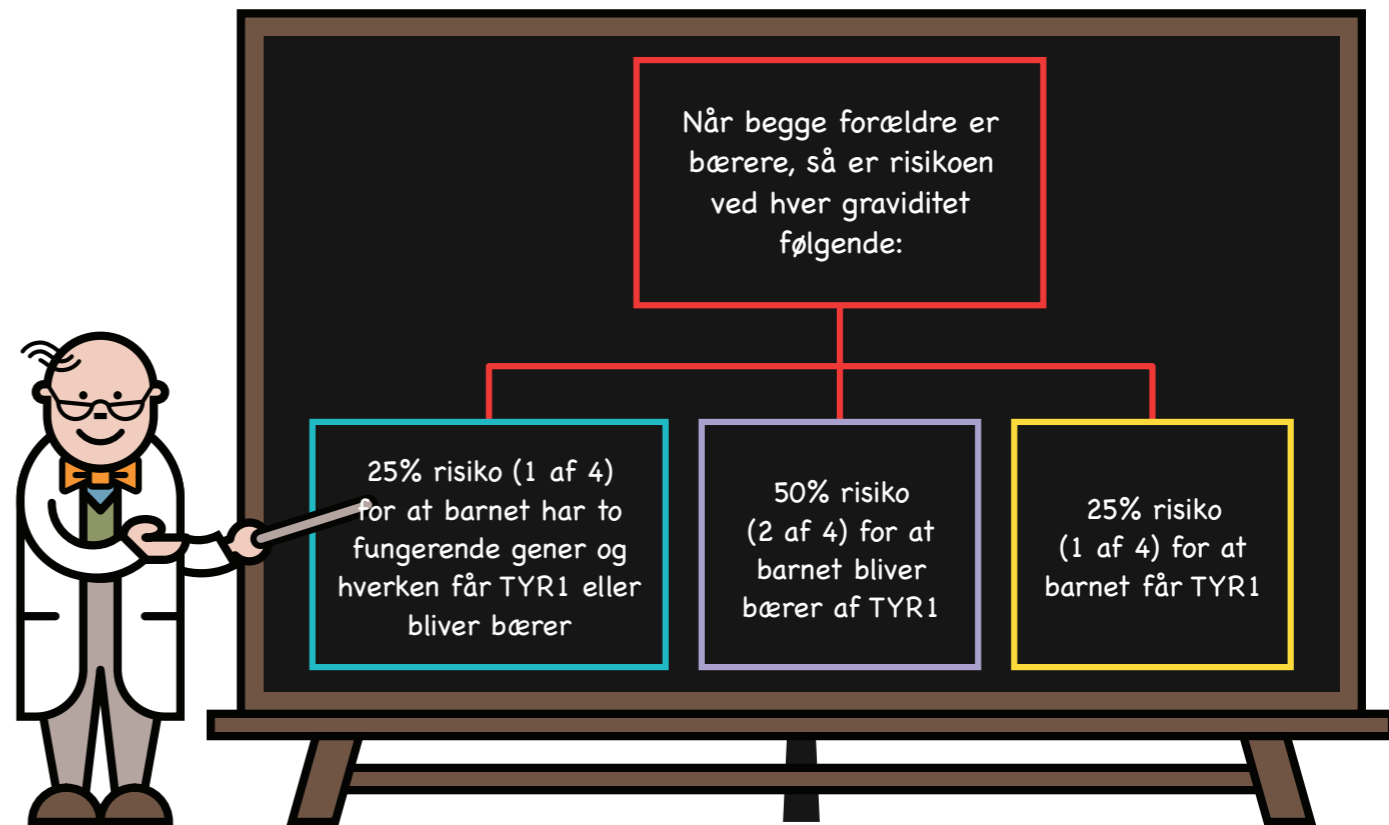 Når begge forældre er
bærere, så er risikoen
ved hver graviditet
følgende:
25% risiko (1 af 4)
for at barnet har to
fungerende gener og
hverken får TYR1 eller
bliver bærer
50% risiko
(2 af 4) for at
barnet bliver
bærer af TYR1
25% risiko
(1 af 4) for at
barnet får TYR1